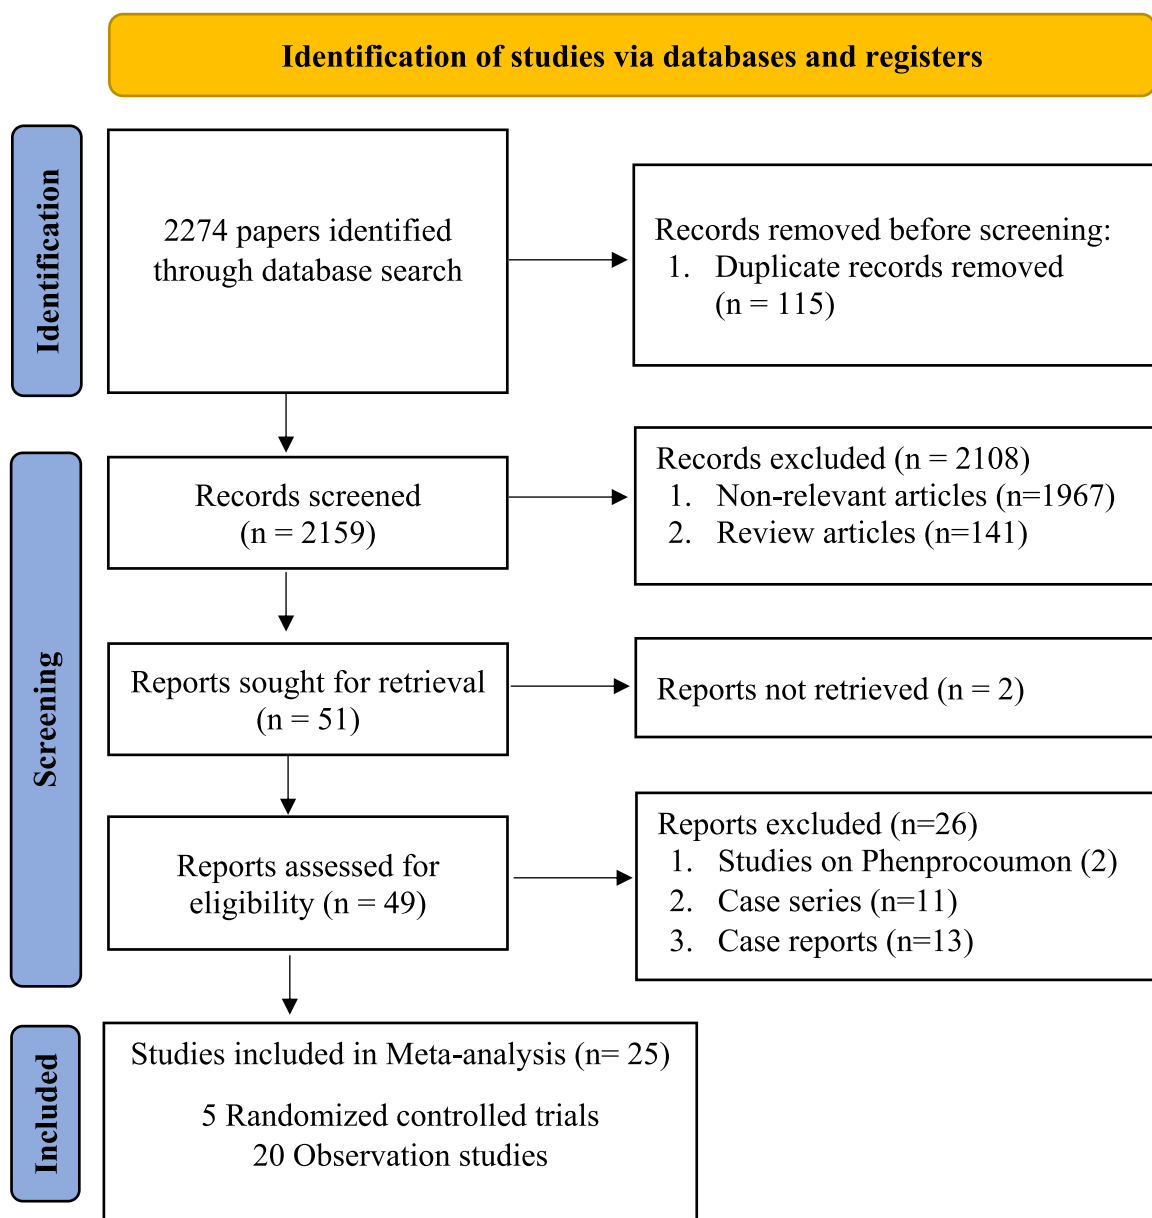 Identification of studies via databases and registers
Identification
2274 papers identified
through database search
Records removed before screening:
1. Duplicate records removed
(n = 115)
Screening
Records screened
(n = 2159)
Records excluded (n = 2108)
1. Non-relevant articles (n=1967)
2. Review articles (n=141)
Reports sought for retrieval
(n = 51)
Reports not retrieved (n = 2)
Reports assessed for
eligibility (n = 49)
Reports excluded (n=26)
1. Studies on Phenprocoumon (2)
2. Case series (n=11)
3. Case reports (n=13)
Included
Studies included in Meta-analysis (n= 25)
5 Randomized controlled trials
20 Observation studies